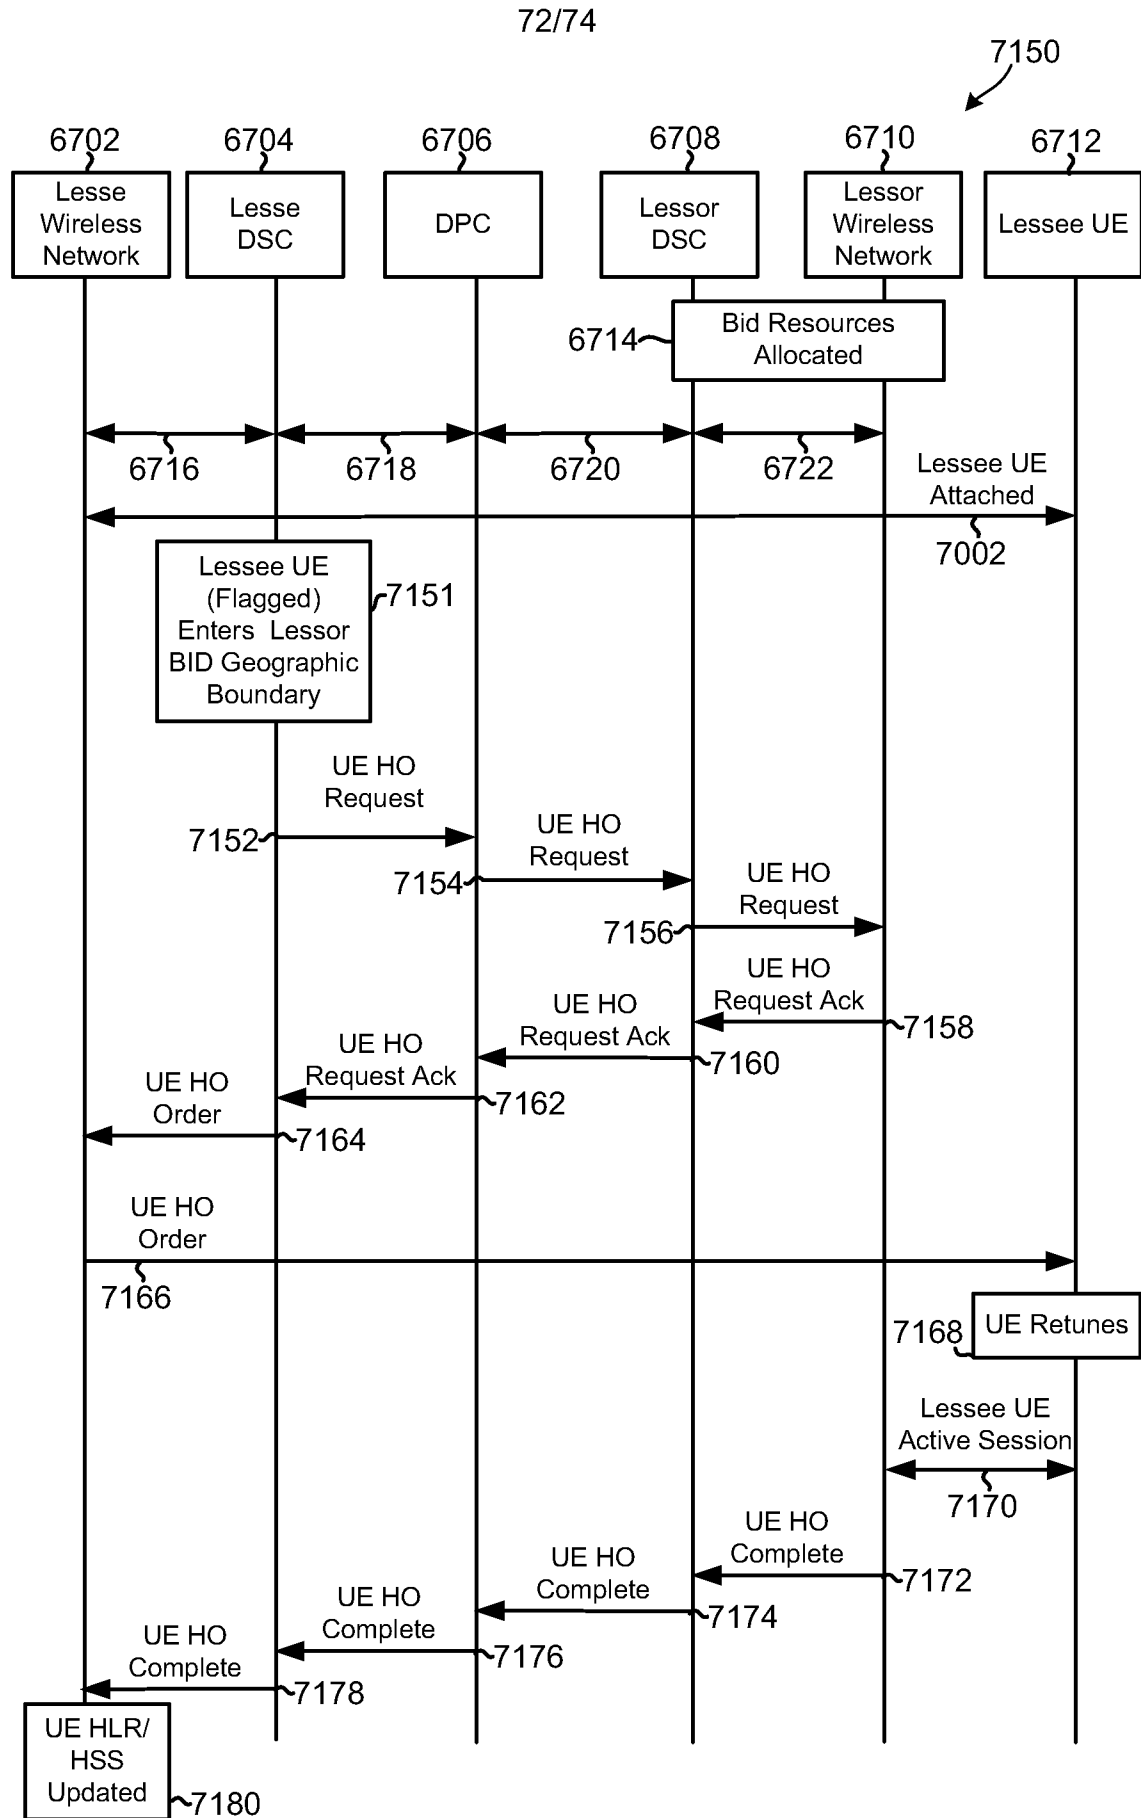 72/74
7150
6702
6704
6706
6708
6710
6712
Lesse
Wireless
Network
Lesse
DSC
DPC
Lessor
DSC
Lessor
Wireless
Network
Lessee UE
6714
Bid Resources
Allocated
6716
6718
6720
6722
Lessee UE
Attached
7002
Lessee UE
(Flagged)
Enters Lessor
BID Geographic
Boundary
7151
UE HO
Request
7152
UE HO
Request
7154
UE HO
Request
7156
UE HO
Request Ack
7158
UE HO
Request Ack
7160
UE HO
Request Ack
7162
UE HO
Order
7164
UE HO
Order
7166
7168
UE Retunes
Lessee UE
Active Session
7170
UE HO
Complete
7172
UE HO
Complete
7174
UE HO
Complete
7176
UE HO
Complete
7178
UE HLR/
HSS
Updated
7180